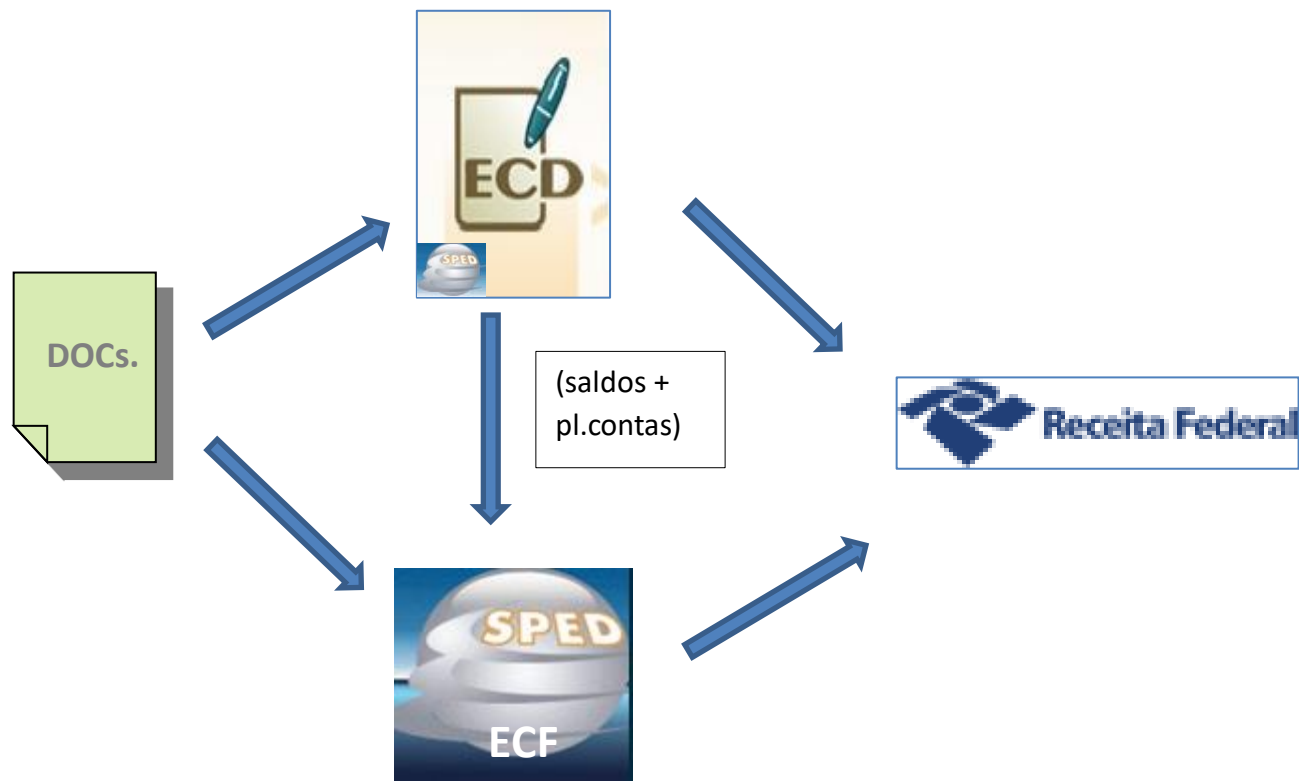 ECD
SPED
DOCs.
(saldos +
pl.contas)
Receita Federal
SPED
ECF